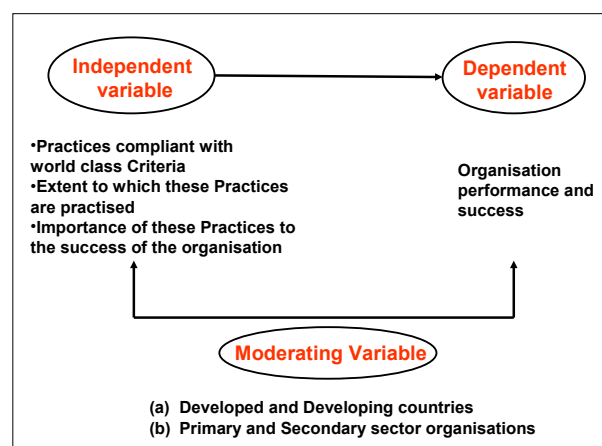 Independent
variable
Dependent
variable
•Practices compliant with
world class Criteria
•Extent to which these Practices
are practised
•Importance of these Practices to
the success of the organisation
Organisation
performance and
success
Moderating Variable
(a) Developed and Developing countries
(b) Primary and Secondary sector organisations